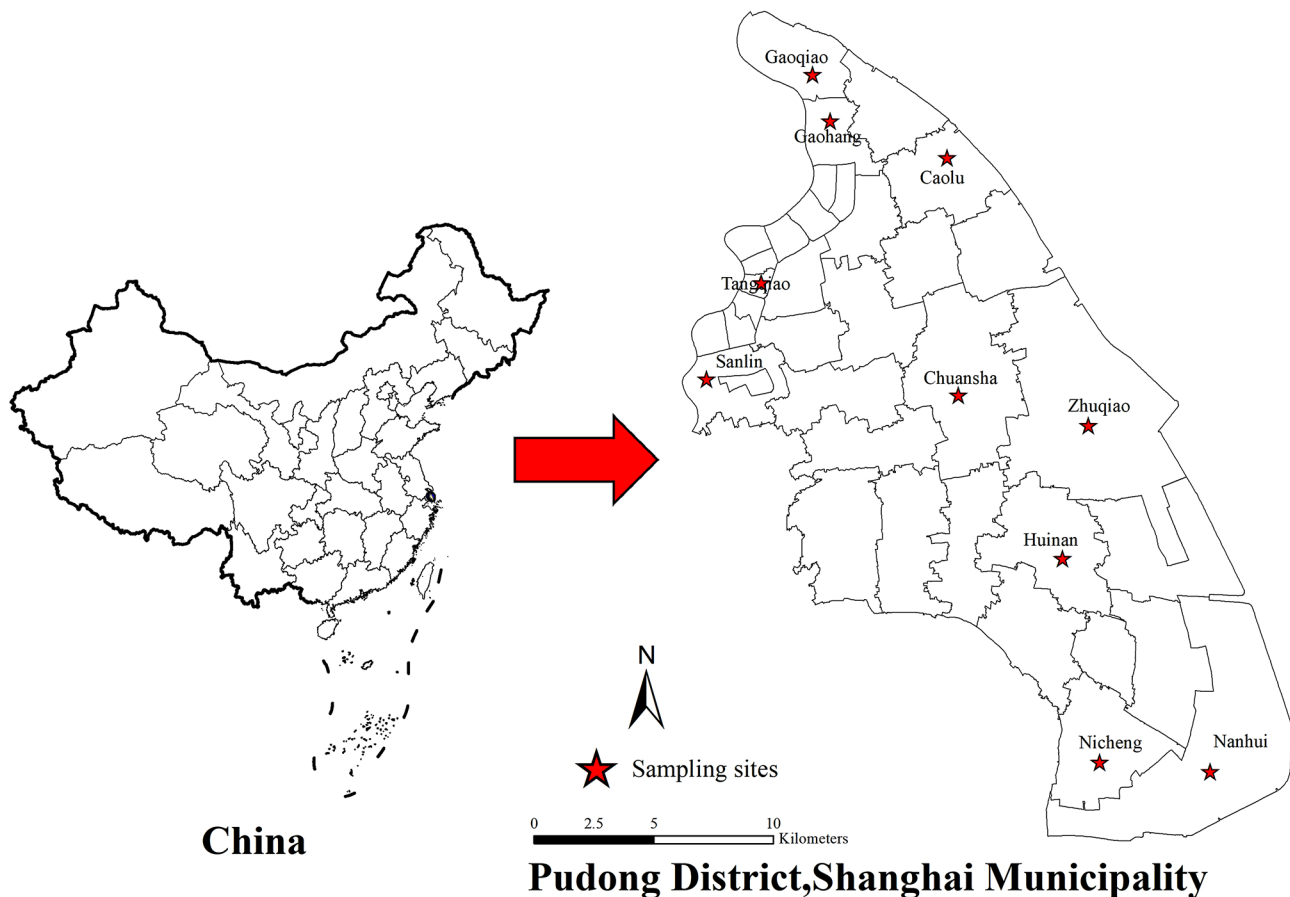 Gaoqiao
Gaohang
Caolu
Tangqiao
Sanlin
Chuansha
Zhuqiao
Huinan
Nicheng
Nanhui
N
Sampling sites
0 2.5 5 10
Kilometers
China
Pudong District,Shanghai Municipality